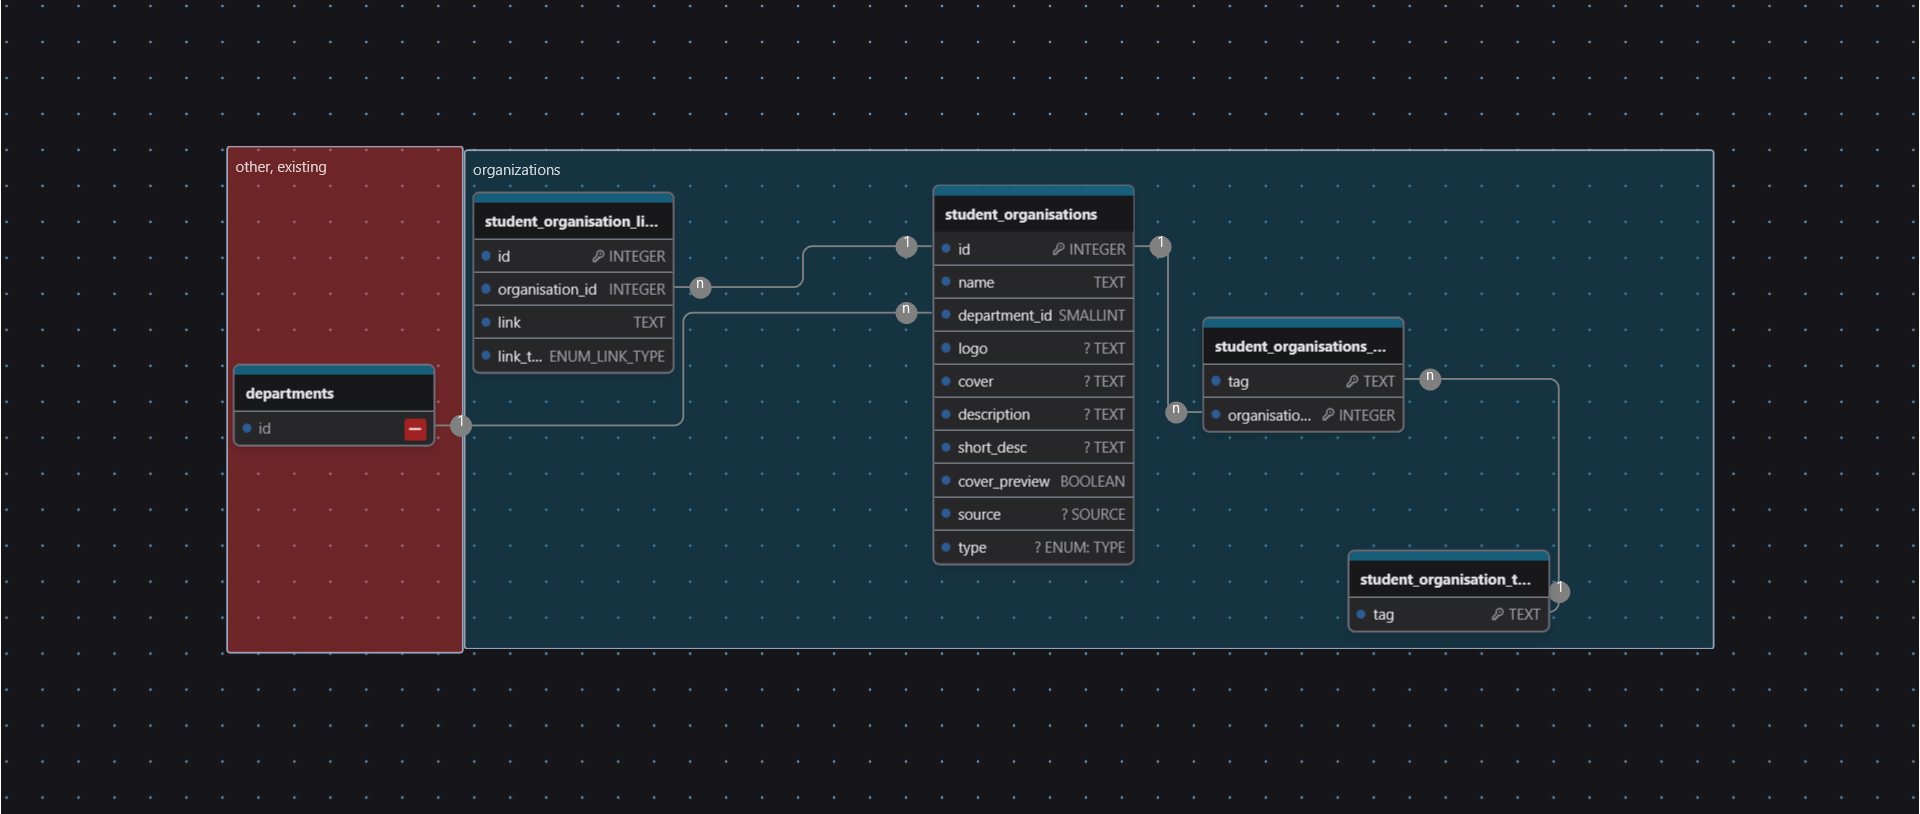 other, existing
departments
id
1
organizations
student_organisation_li...
id INTEGER
organisation_id INTEGER
link TEXT
link_t... ENUM_LINK_TYPE
n
1
n
student_organisations
id INTEGER
name TEXT
department_id SMALLINT
logo ? TEXT
cover ? TEXT
description ? TEXT
short_desc ? TEXT
cover_preview BOOLEAN
source ? SOURCE
type ? ENUM: TYPE
1
n
student_organisations_...
tag TEXT
organisatio... INTEGER
n
1
student_organisation_t...
tag TEXT